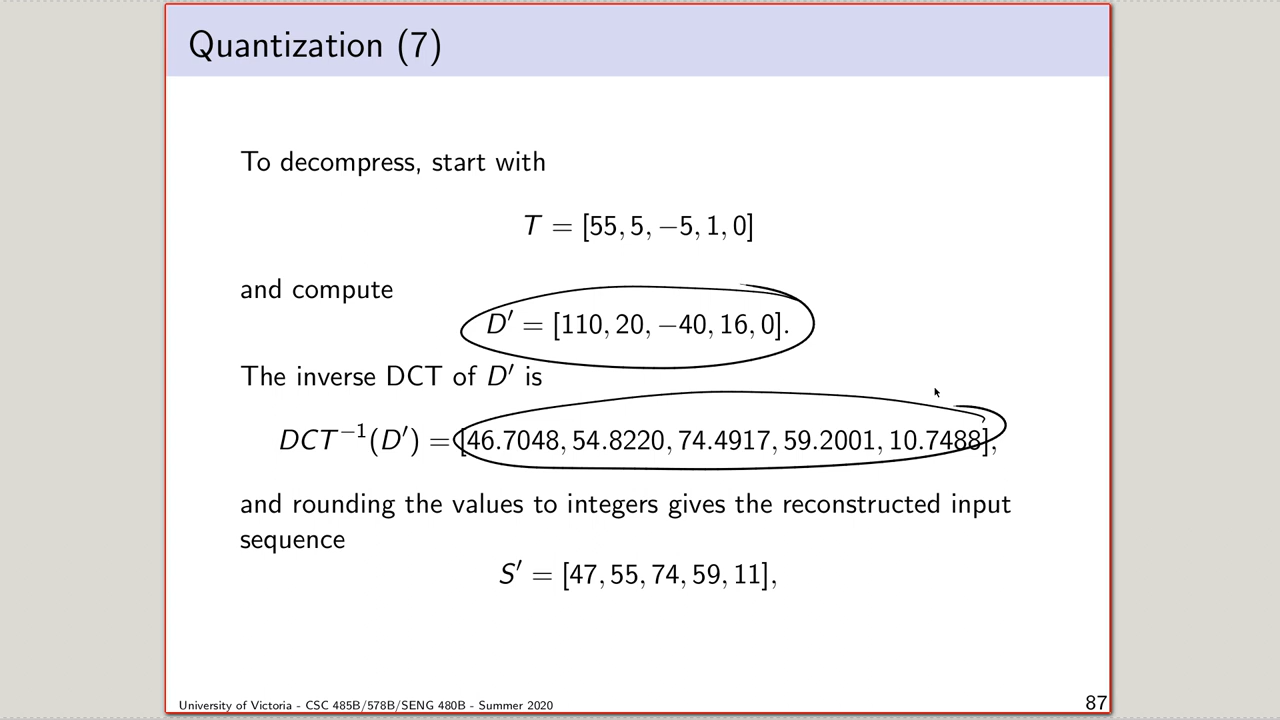 Quantization (7)
To decompress, start with
T = [55, 5, −5, 1, 0]
and compute
D′ = [110, 20, −40, 16, 0].
The inverse DCT of D′ is
DCT⁻¹(D′) = [46.7048, 54.8220, 74.4917, 59.2001, 10.7488],
and rounding the values to integers gives the reconstructed input
sequence
S′ = [47, 55, 74, 59, 11],
University of Victoria - CSC 485B/578B/SENG 480B - Summer 2020
87